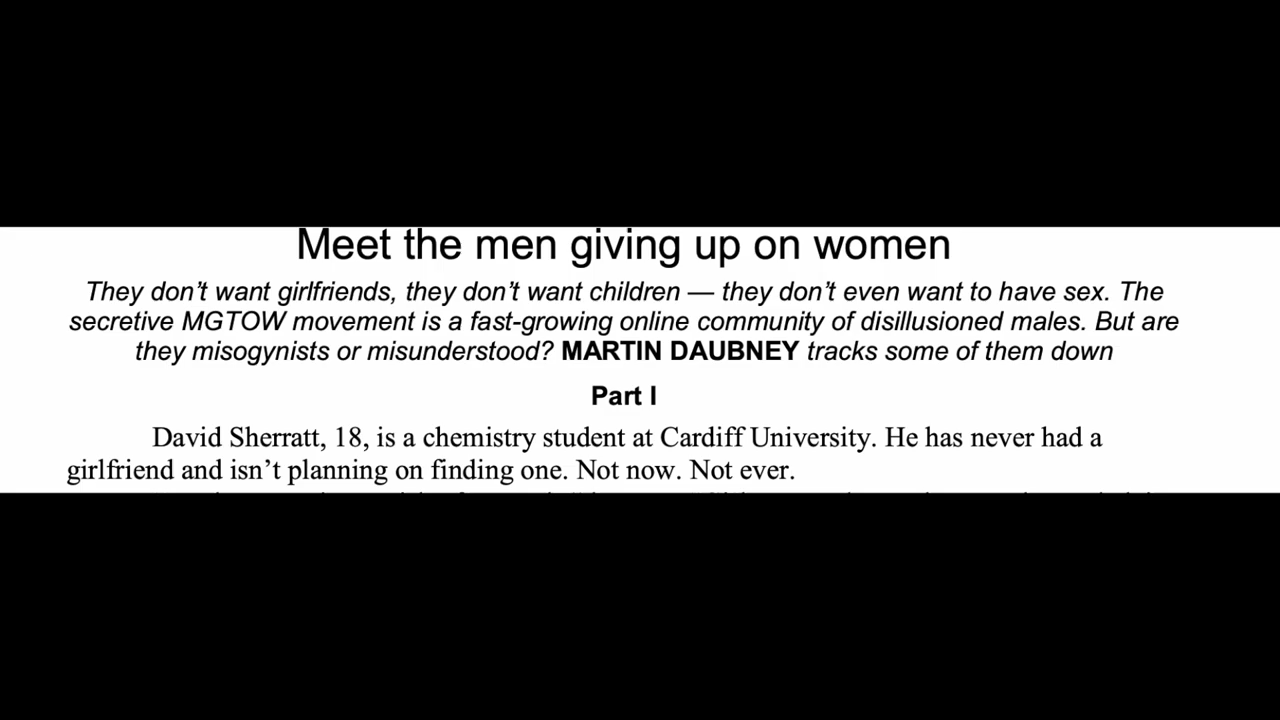 Meet the men giving up on women
They don’t want girlfriends, they don’t want children — they don’t even want to have sex. The
secretive MGTOW movement is a fast-growing online community of disillusioned males. But are
they misogynists or misunderstood? MARTIN DAUBNEY tracks some of them down
Part I
David Sherratt, 18, is a chemistry student at Cardiff University. He has never had a
girlfriend and isn’t planning on finding one. Not now. Not ever.